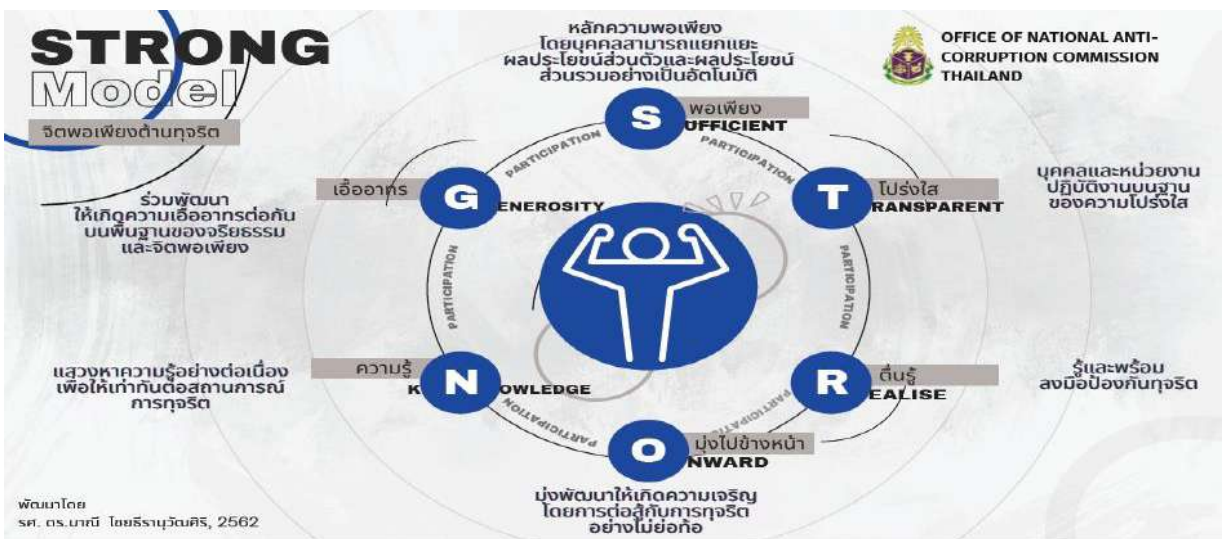 STRONG
Model
จิตพอเพียงต้านทุจริต
หลักความพอเพียง
โดยบุคคลสามารถแยกแยะ
ผลประโยชน์ส่วนตัวและผลประโยชน์
ส่วนรวมอย่างเป็นอัตโนมัติ
OFFICE OF NATIONAL ANTI-
CORRUPTION COMMISSION
THAILAND
S พอเพียง
UFFICIENT
PARTICIPATION
T โปร่งใส
RANSPARENT
บุคคลและหน่วยงาน
ปฏิบัติงานบนฐาน
ของความโปร่งใส
PARTICIPATION
R ตื่นรู้
EALISE
รู้และพร้อม
ลงมือป้องกันทุจริต
PARTICIPATION
O มุ่งไปข้างหน้า
NWARD
มุ่งพัฒนาให้เกิดความเจริญ
โดยการต่อสู้กับการทุจริต
อย่างไม่ย่อท้อ
PARTICIPATION
ความรู้
K N OWLEDGE
แสวงหาความรู้อย่างต่อเนื่อง
เพื่อให้เท่าทันต่อสถานการณ์
การทุจริต
PARTICIPATION
เอื้ออาทร
G ENEROSITY
ร่วมพัฒนา
ให้เกิดความเอื้ออาทรต่อกัน
บนพื้นฐานของจริยธรรม
และจิตพอเพียง
PARTICIPATION
พัฒนาโดย
รศ. ดร.มาณี ไชยธีรานุวัฒศิริ, 2562